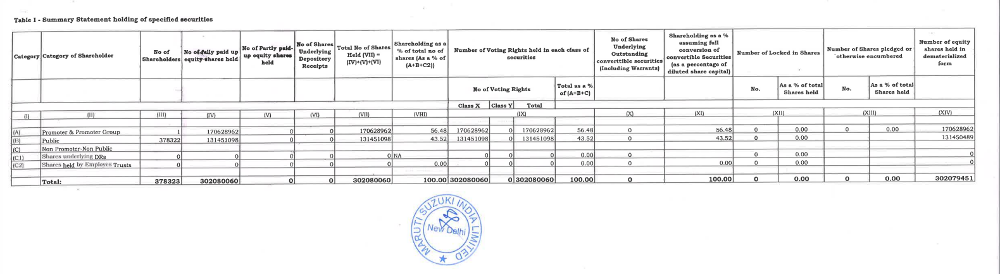 Table I - Summary Statement holding of specified securities
Category | Category of Shareholder | No of Shareholders | No of fully paid up equity shares held | No of Partly paid-up equity shares held | No of Shares Underlying Depository Receipts | Total No of Shares Held (VII) = (IV)+(V)+(VI) | Shareholding as a % of total no of shares (As a % of (A+B+C2)) | Number of Voting Rights held in each class of securities | No of Shares Underlying Outstanding converttible securities (Including Warrants) | Shareholding as a % assuming full conversion of convertible Securities (as a percentage of diluted share capital) | Number of Locked in Shares | Number of Shares pledged or otherwise encumbered | Number of equity shares held in dematerialized form
No of Voting Rights | Total as a % of (A+B+C) | No. | As a % of total Shares held | No. | As a % of total Shares held
Class X | Class Y | Total
(I) | (II) | (III) | (IV) | (V) | (VI) | (VII) | (VIII) | (IX) | (X) | (XI) | (XII) | (XIII) | (XIV)
(A) | Promoter & Promoter Group | 1 | 170628962 | 0 | 0 | 170628962 | 56.48 | 170628962 | 0 | 170628962 | 56.48 | 0 | 56.48 | 0 | 0.00 | 0 | 0.00 | 170628962
(B) | Public | 378322 | 131451098 | 0 | 0 | 131451098 | 43.52 | 131451098 | 0 | 131451098 | 43.52 | 0 | 43.52 | 0 | 0.00 | 131450489
(C) | Non Promoter-Non Public
(C1) | Shares underlying DRs | 0 | 0 | 0 | 0 | 0 | NA | 0 | 0 | 0 | 0.00 | 0 | 0 | 0.00 | 0
(C2) | Shares held by Employes Trusts | 0 | 0 | 0 | 0 | 0 | 0.00 | 0 | 0 | 0 | 0.00 | 0 | 0.00 | 0 | 0.00 | 0
Total: | 378323 | 302080060 | 0 | 0 | 302080060 | 100.00 | 302080060 | 0 | 302080060 | 100.00 | 0 | 100.00 | 0 | 0.00 | 0 | 0.00 | 302079451
MARUTI SUZUKI INDIA LIMITED
New Delhi